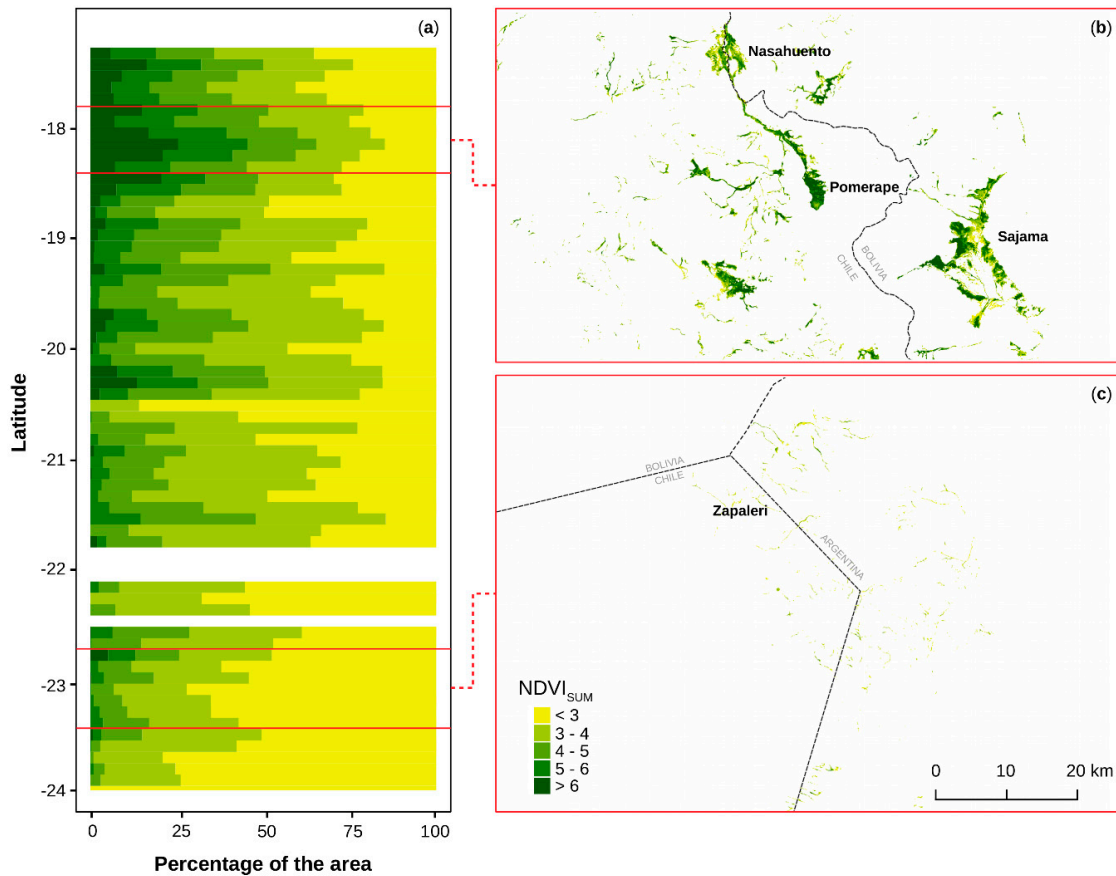 (a)
Latitude
-18
-19
-20
-21
-22
-23
-24
0 25 50 75 100
Percentage of the area
(b)
Nasahuento
Pomerape
Sajama
BOLIVIA
CHILE
(c)
BOLIVIA
CHILE
Zapaleri
ARGENTINA
NDVI SUM
< 3
3 - 4
4 - 5
5 - 6
> 6
0 10 20 km